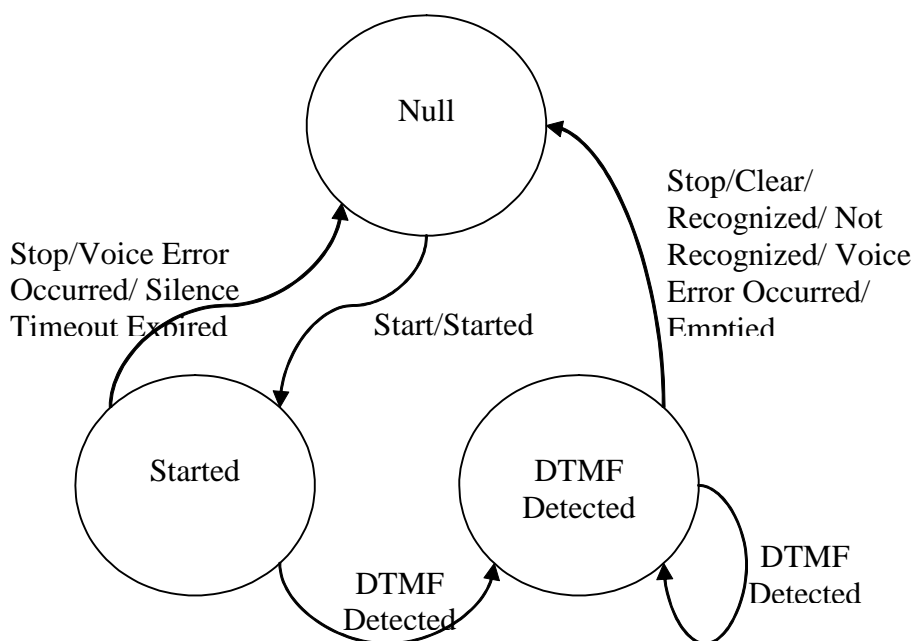 Null
Stop/Clear/
Recognized/ Not
Recognized/ Voice
Error Occurred/
Emptied
Stop/Voice Error
Occurred/ Silence
Timeout Expired
Start/Started
Started
DTMF
Detected
DTMF
Detected
DTMF
Detected